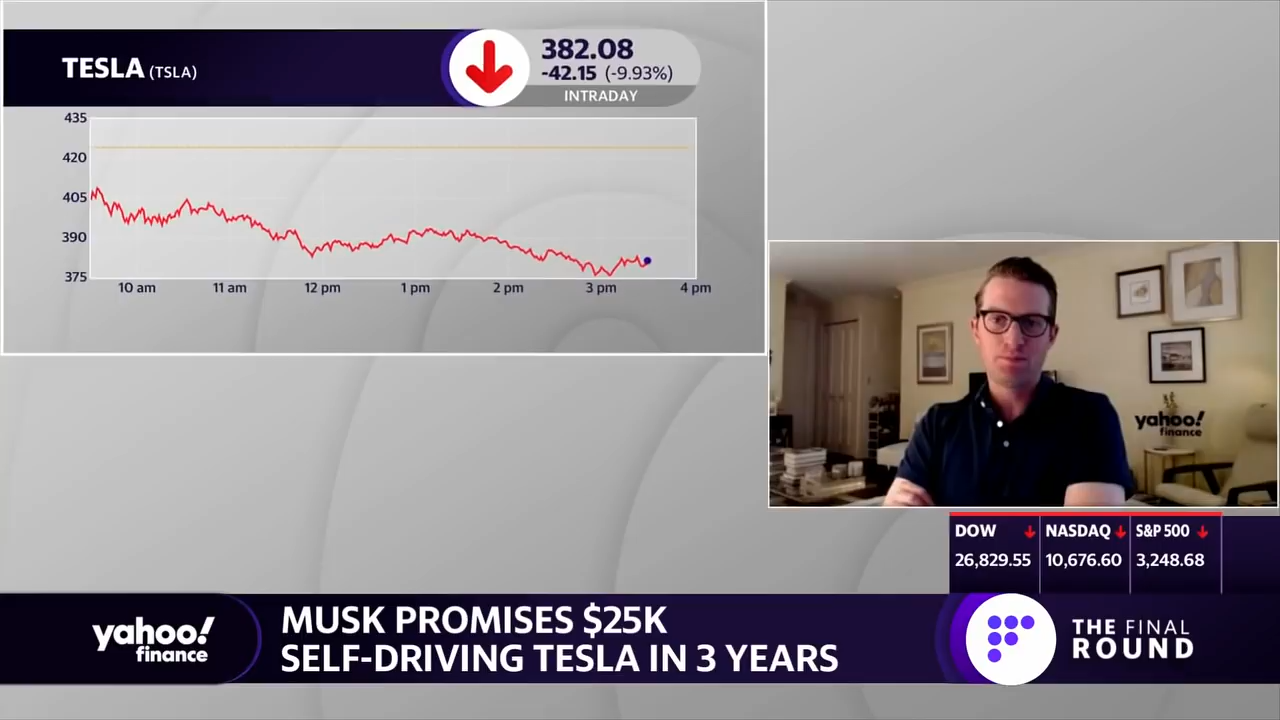 TESLA (TSLA)
382.08
-42.15 (-9.93%)
INTRADAY
435
420
405
390
375
10 am
11 am
12 pm
1 pm
2 pm
3 pm
4 pm
yahoo!
finance
DOW
NASDAQ
S&P 500
26,829.55
10,676.60
3,248.68
yahoo!
finance
MUSK PROMISES $25K
SELF-DRIVING TESLA IN 3 YEARS
THE FINAL
ROUND